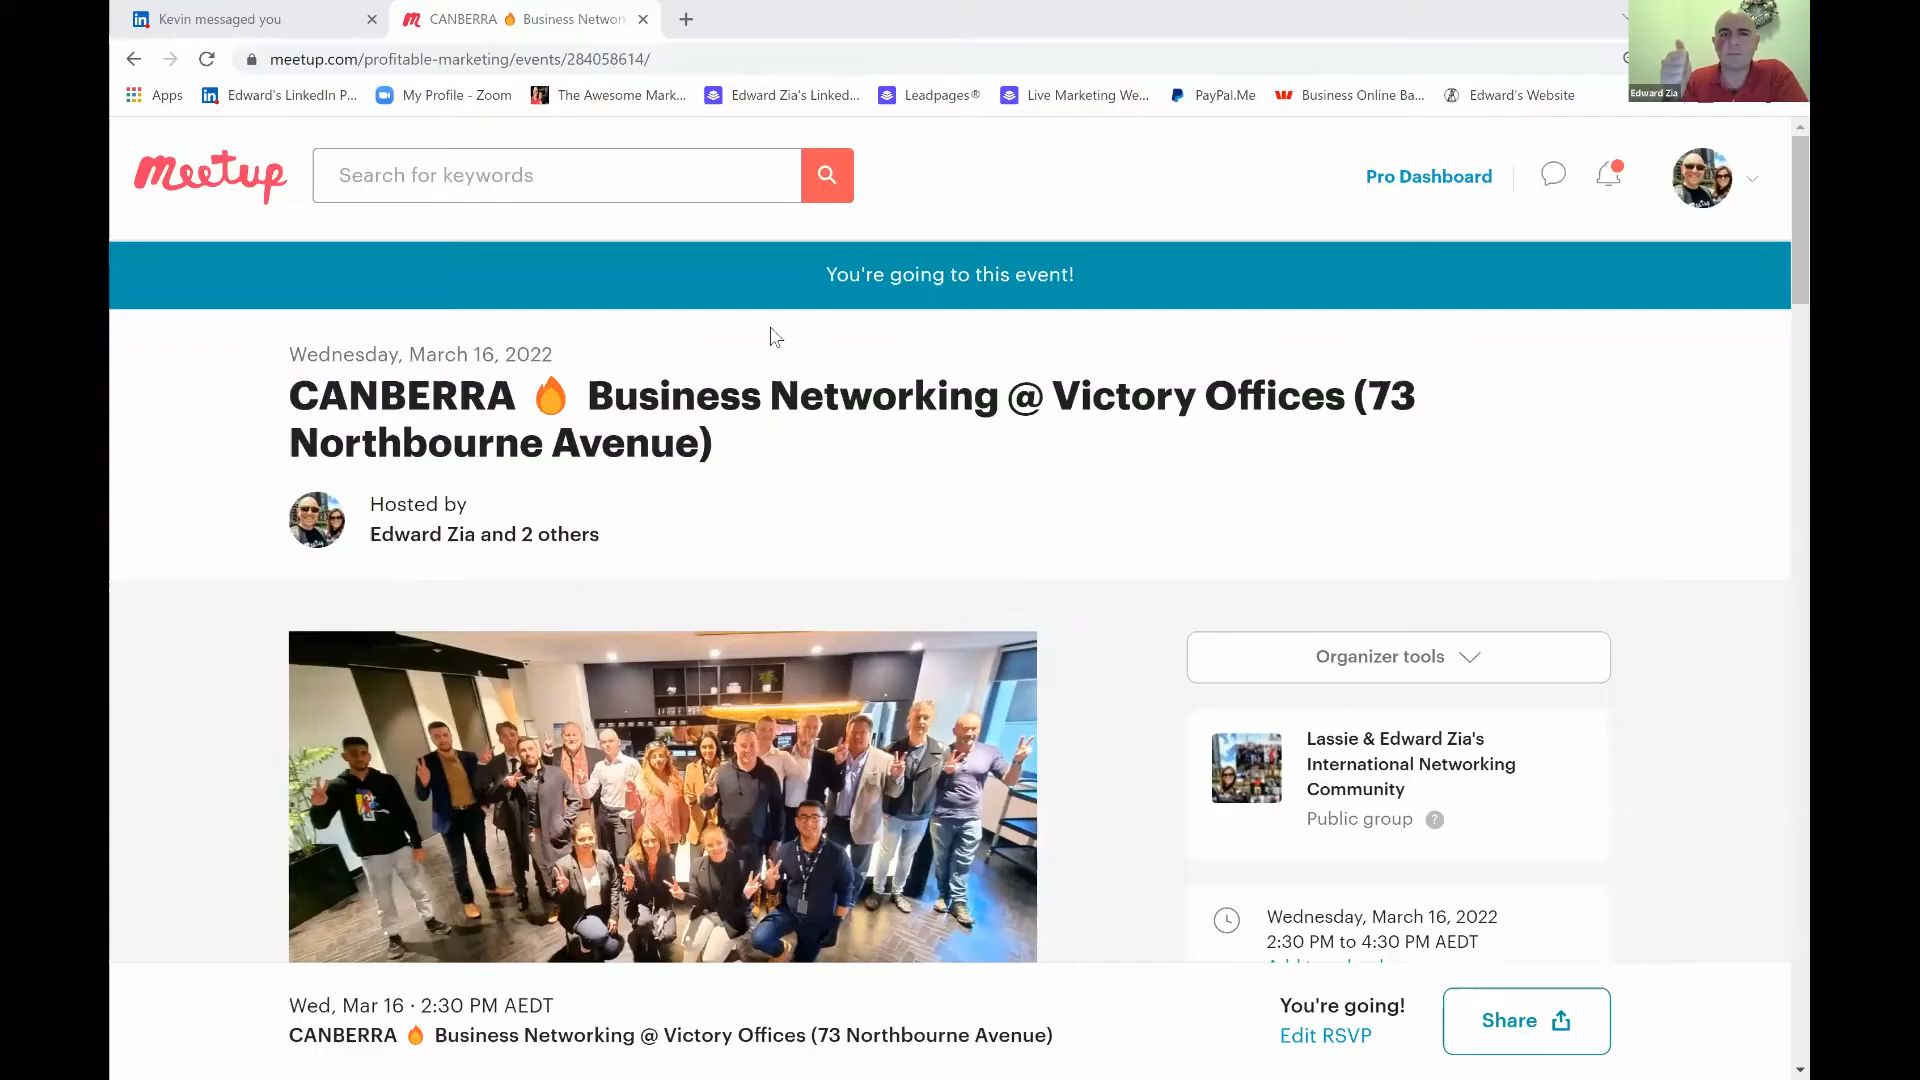 Kevin messaged you
CANBERRA 🔥 Business Networ
meetup.com/profitable-marketing/events/284058614/
Apps
Edward's LinkedIn P...
My Profile - Zoom
The Awesome Mark...
Edward Zia's Linked...
Leadpages®
Live Marketing We...
PayPal.Me
Business Online Ba...
Edward's Website
Edward Zia
meetup
Search for keywords
Pro Dashboard
You're going to this event!
Wednesday, March 16, 2022
CANBERRA 🔥 Business Networking @ Victory Offices (73
Northbourne Avenue)
Hosted by
Edward Zia and 2 others
Organizer tools
Lassie & Edward Zia's
International Networking
Community
Public group ?
Wednesday, March 16, 2022
2:30 PM to 4:30 PM AEDT
Wed, Mar 16 · 2:30 PM AEDT
CANBERRA 🔥 Business Networking @ Victory Offices (73 Northbourne Avenue)
You're going!
Edit RSVP
Share